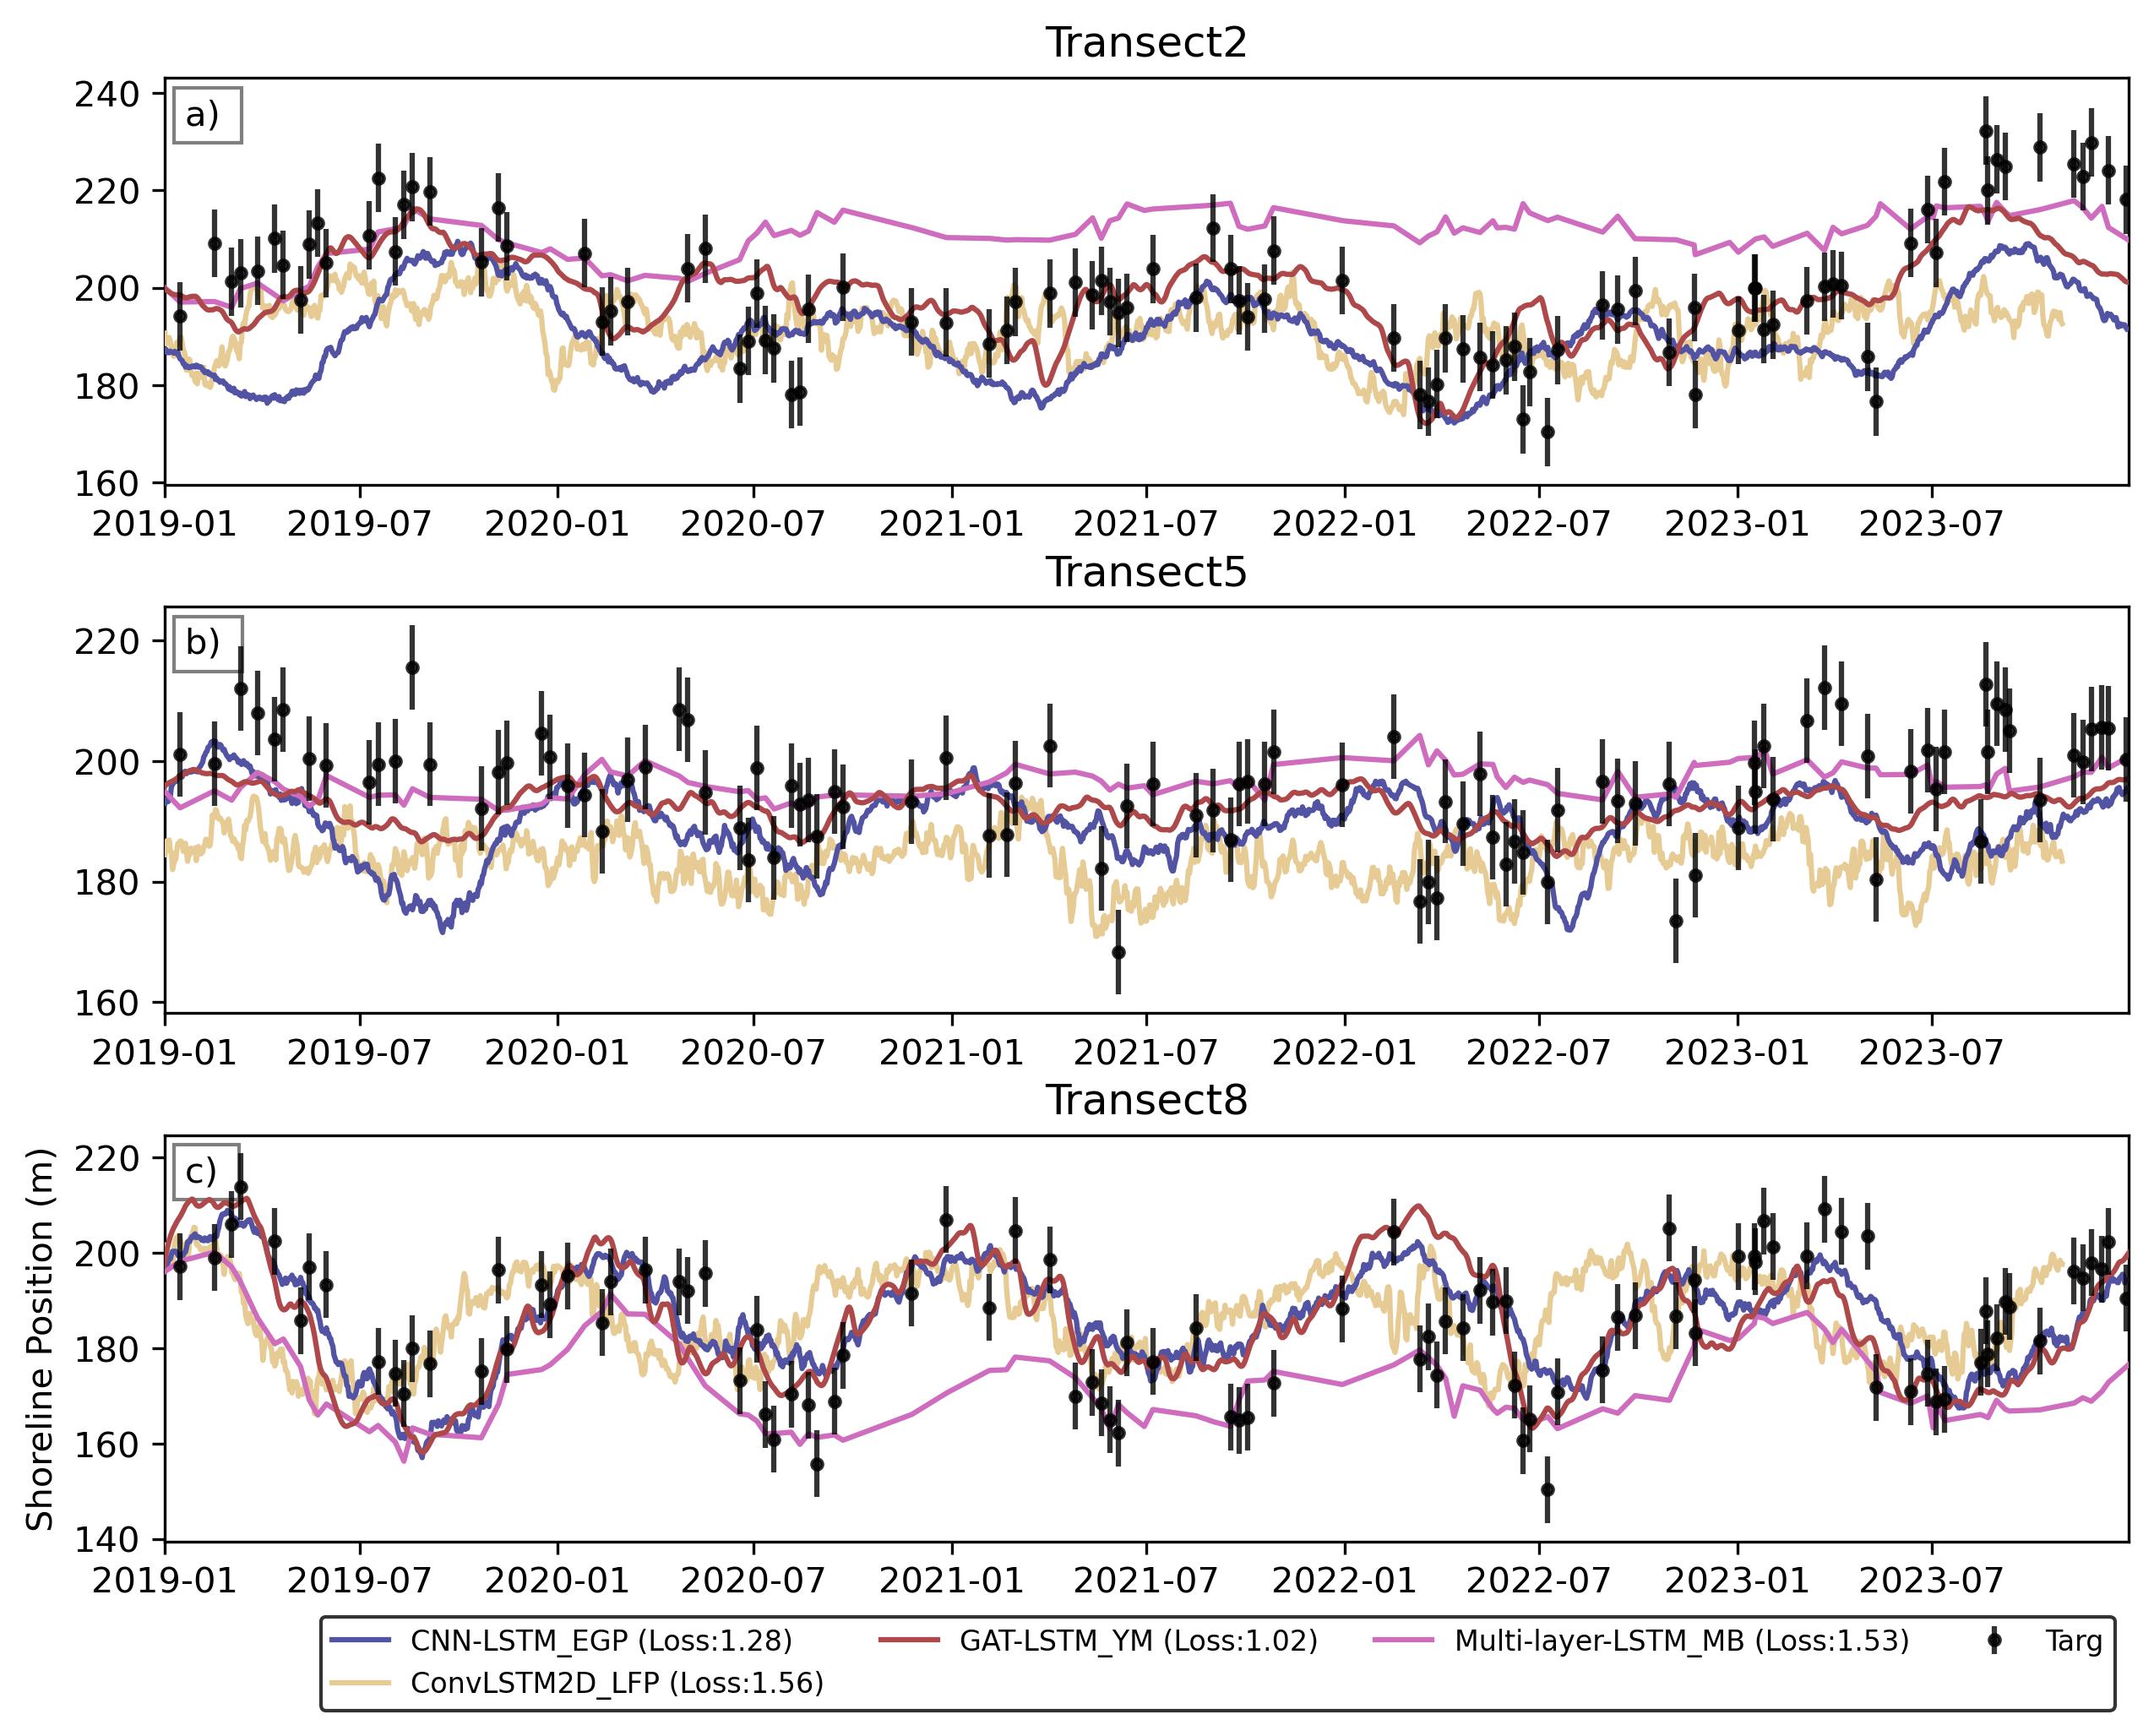 Transect2
a)
240
220
200
180
160
2019-01 2019-07 2020-01 2020-07 2021-01 2021-07 2022-01 2022-07 2023-01 2023-07
Transect5
b)
220
200
180
160
2019-01 2019-07 2020-01 2020-07 2021-01 2021-07 2022-01 2022-07 2023-01 2023-07
Transect8
c)
Shoreline Position (m)
220
200
180
160
140
2019-01 2019-07 2020-01 2020-07 2021-01 2021-07 2022-01 2022-07 2023-01 2023-07
CNN-LSTM_EGP (Loss:1.28) GAT-LSTM_YM (Loss:1.02) Multi-layer-LSTM_MB (Loss:1.53) Targ
ConvLSTM2D_LFP (Loss:1.56)